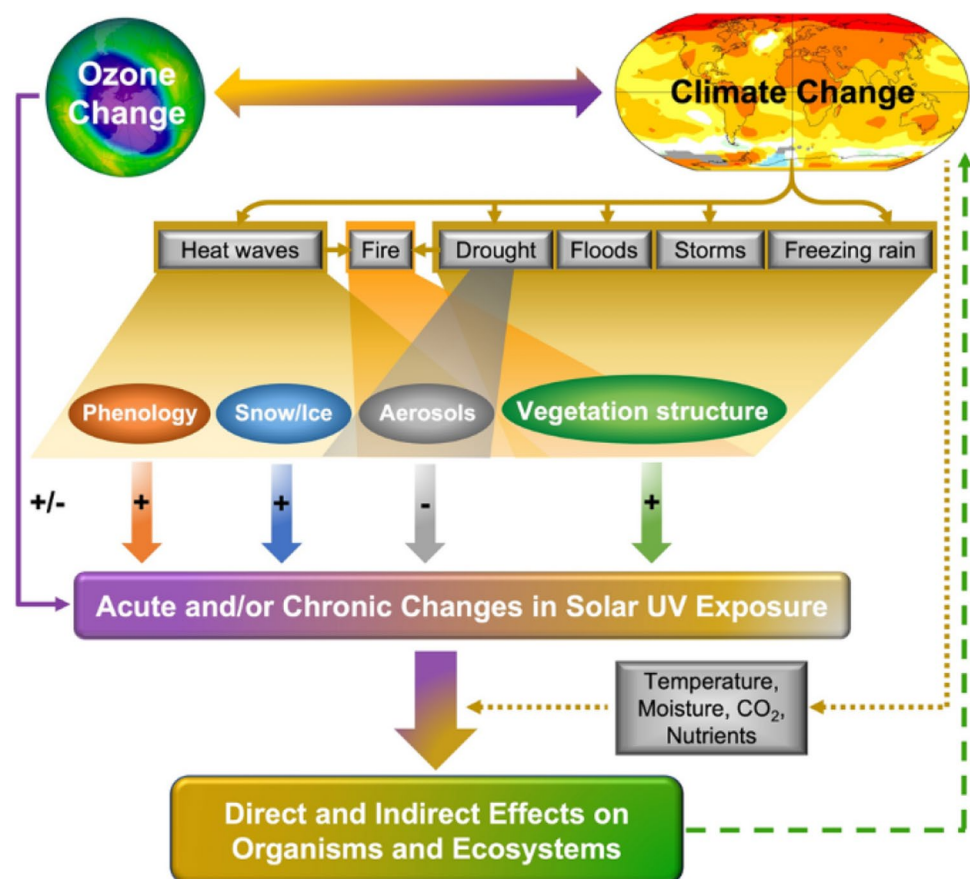 Ozone
Change
Climate Change
Heat waves
Fire
Drought
Floods
Storms
Freezing rain
Phenology
Snow/Ice
Aerosols
Vegetation structure
+/-
+
+
-
+
Acute and/or Chronic Changes in Solar UV Exposure
Temperature,
Moisture, CO₂,
Nutrients
Direct and Indirect Effects on
Organisms and Ecosystems